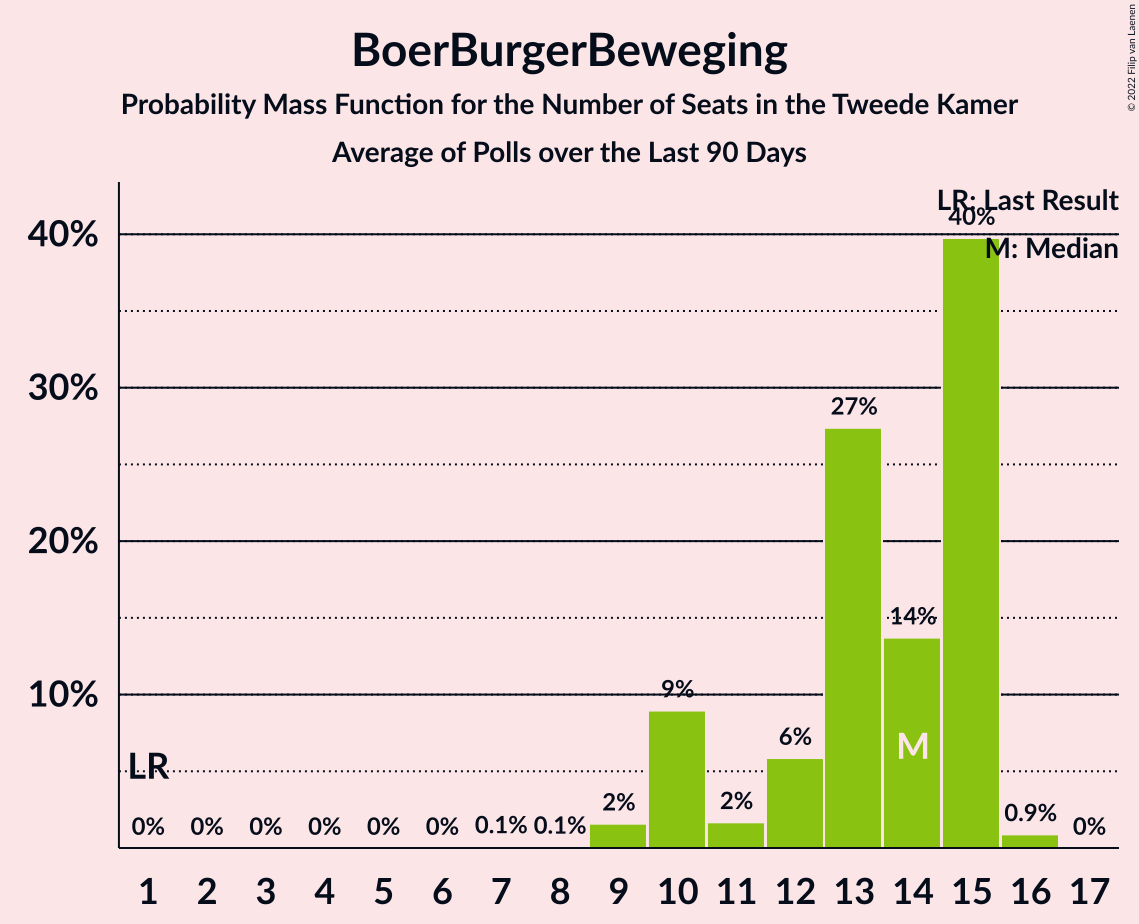 BoerBurgerBeweging
Probability Mass Function for the Number of Seats in the Tweede Kamer
Average of Polls over the Last 90 Days
© 2022 Filip van Laenen
LR: Last Result
M: Median
40%
30%
20%
10%
LR
0% 0% 0% 0% 0% 0% 0.1% 0.1% 2% 9% 2% 6% 27% 14% 40% 0.9% 0%
M
1 2 3 4 5 6 7 8 9 10 11 12 13 14 15 16 17